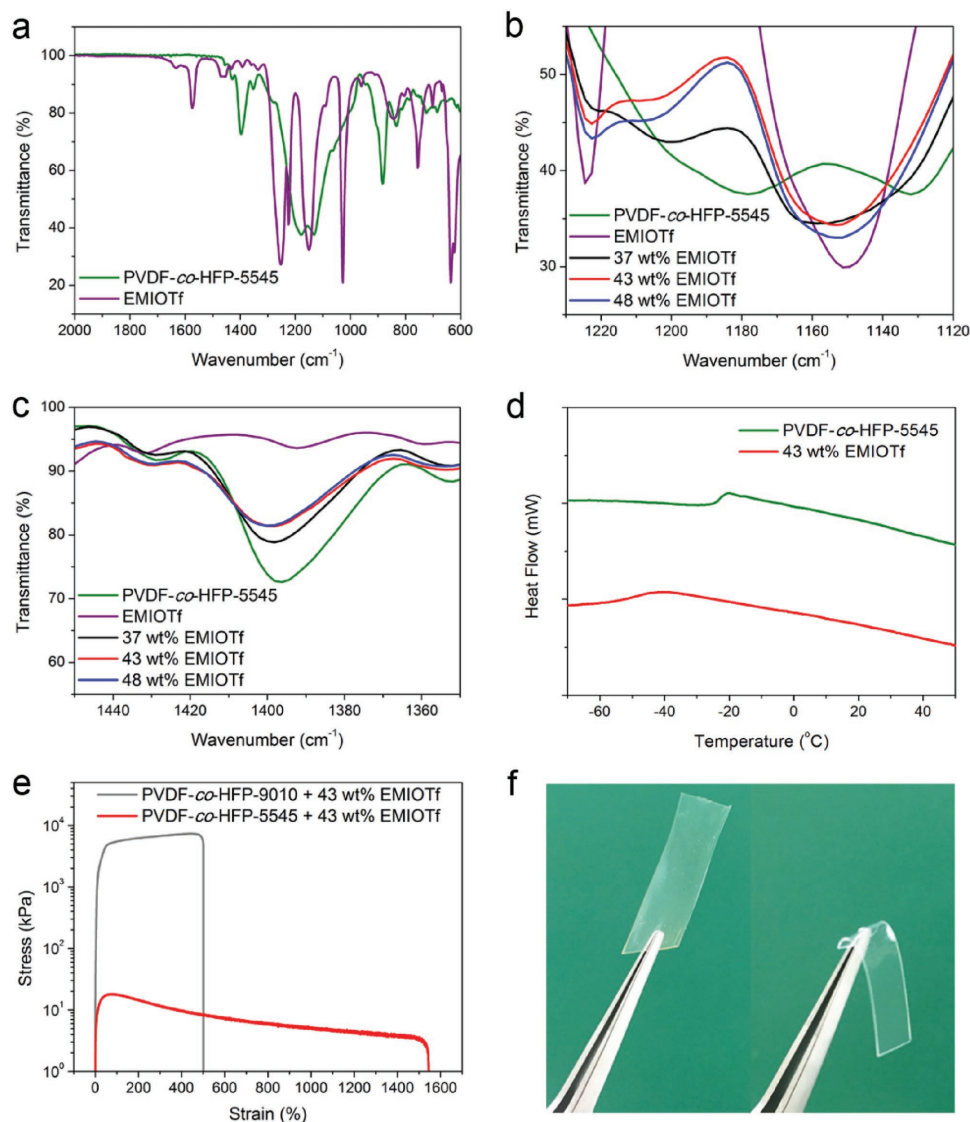 a
100
80
60
40
20
Transmittance (%)
PVDF-co-HFP-5545
EMIOTf
2000 1800 1600 1400 1200 1000 800 600
Wavenumber (cm⁻¹)
b
50
40
30
Transmittance (%)
PVDF-co-HFP-5545
EMIOTf
37 wt% EMIOTf
43 wt% EMIOTf
48 wt% EMIOTf
1220 1200 1180 1160 1140 1120
Wavenumber (cm⁻¹)
c
100
90
80
70
60
Transmittance (%)
PVDF-co-HFP-5545
EMIOTf
37 wt% EMIOTf
43 wt% EMIOTf
48 wt% EMIOTf
1440 1420 1400 1380 1360
Wavenumber (cm⁻¹)
d
Heat Flow (mW)
PVDF-co-HFP-5545
43 wt% EMIOTf
-60 -40 -20 0 20 40
Temperature (°C)
e
PVDF-co-HFP-9010 + 43 wt% EMIOTf
PVDF-co-HFP-5545 + 43 wt% EMIOTf
10⁴
10³
10²
10¹
10⁰
Stress (kPa)
0 200 400 600 800 1000 1200 1400 1600
Strain (%)
f